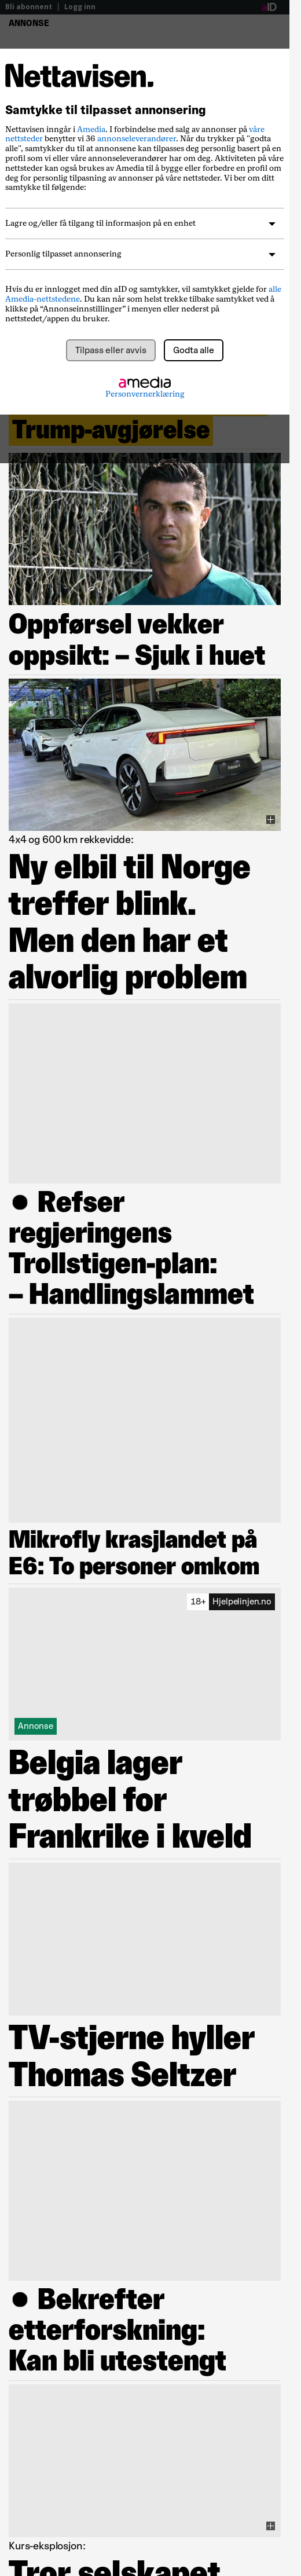 Bli abonnent | Logg inn
aID
ANNONSE
Nettavisen.
Samtykke til tilpasset annonsering
Nettavisen inngår i Amedia. I forbindelse med salg av annonser på våre
nettsteder benytter vi 36 annonseleverandører. Når du trykker på "godta
alle", samtykker du til at annonsene kan tilpasses deg personlig basert på en
profil som vi eller våre annonseleverandører har om deg. Aktiviteten på våre
nettsteder kan også brukes av Amedia til å bygge eller forbedre en profil om
deg for personlig tilpasning av annonser på våre nettsteder. Vi ber om ditt
samtykke til følgende:
Lagre og/eller få tilgang til informasjon på en enhet
Personlig tilpasset annonsering
Hvis du er innlogget med din aID og samtykker, vil samtykket gjelde for alle
Amedia-nettstedene. Du kan når som helst trekke tilbake samtykket ved å
klikke på “Annonseinnstillinger” i menyen eller nederst på
nettstedet/appen du bruker.
Tilpass eller avvis
Godta alle
amedia
Personvernerklæring
Trump-avgjørelse
Oppførsel vekker
oppsikt: – Sjuk i huet
4x4 og 600 km rekkevidde:
Ny elbil til Norge
treffer blink.
Men den har et
alvorlig problem
● Refser
regjeringens
Trollstigen-plan:
– Handlingslammet
Mikrofly krasjlandet på
E6: To personer omkom
18+ Hjelpelinjen.no
Annonse
Belgia lager
trøbbel for
Frankrike i kveld
TV-stjerne hyller
Thomas Seltzer
● Bekrefter
etterforskning:
Kan bli utestengt
Kurs-eksplosjon:
Tror selskapet